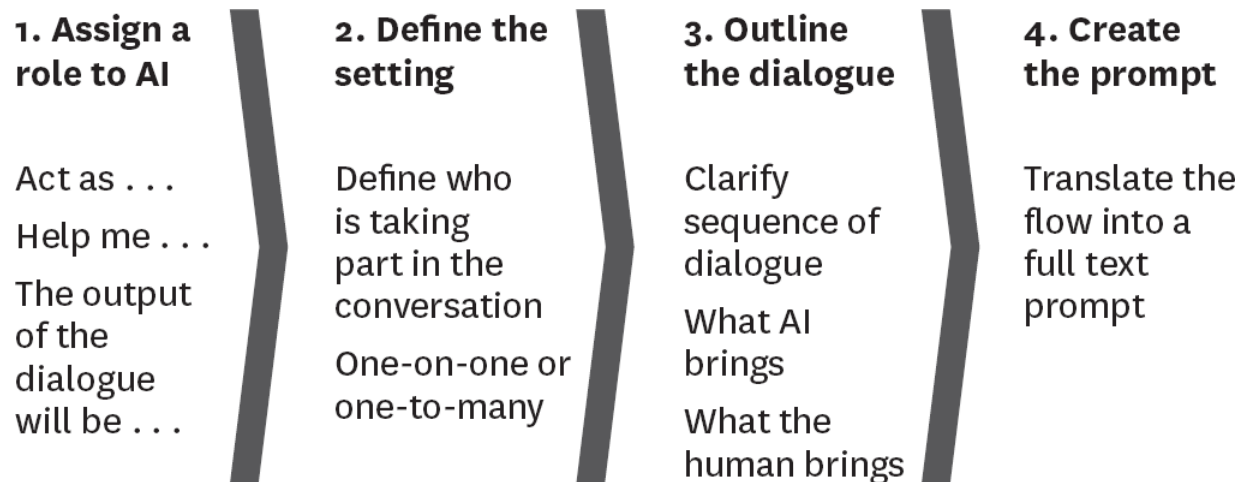 1. Assign a
role to AI
Act as . . .
Help me . . .
The output
of the
dialogue
will be . . .
2. Define the
setting
Define who
is taking
part in the
conversation
One-on-one or
one-to-many
3. Outline
the dialogue
Clarify
sequence of
dialogue
What AI
brings
What the
human brings
4. Create
the prompt
Translate the
flow into a
full text
prompt